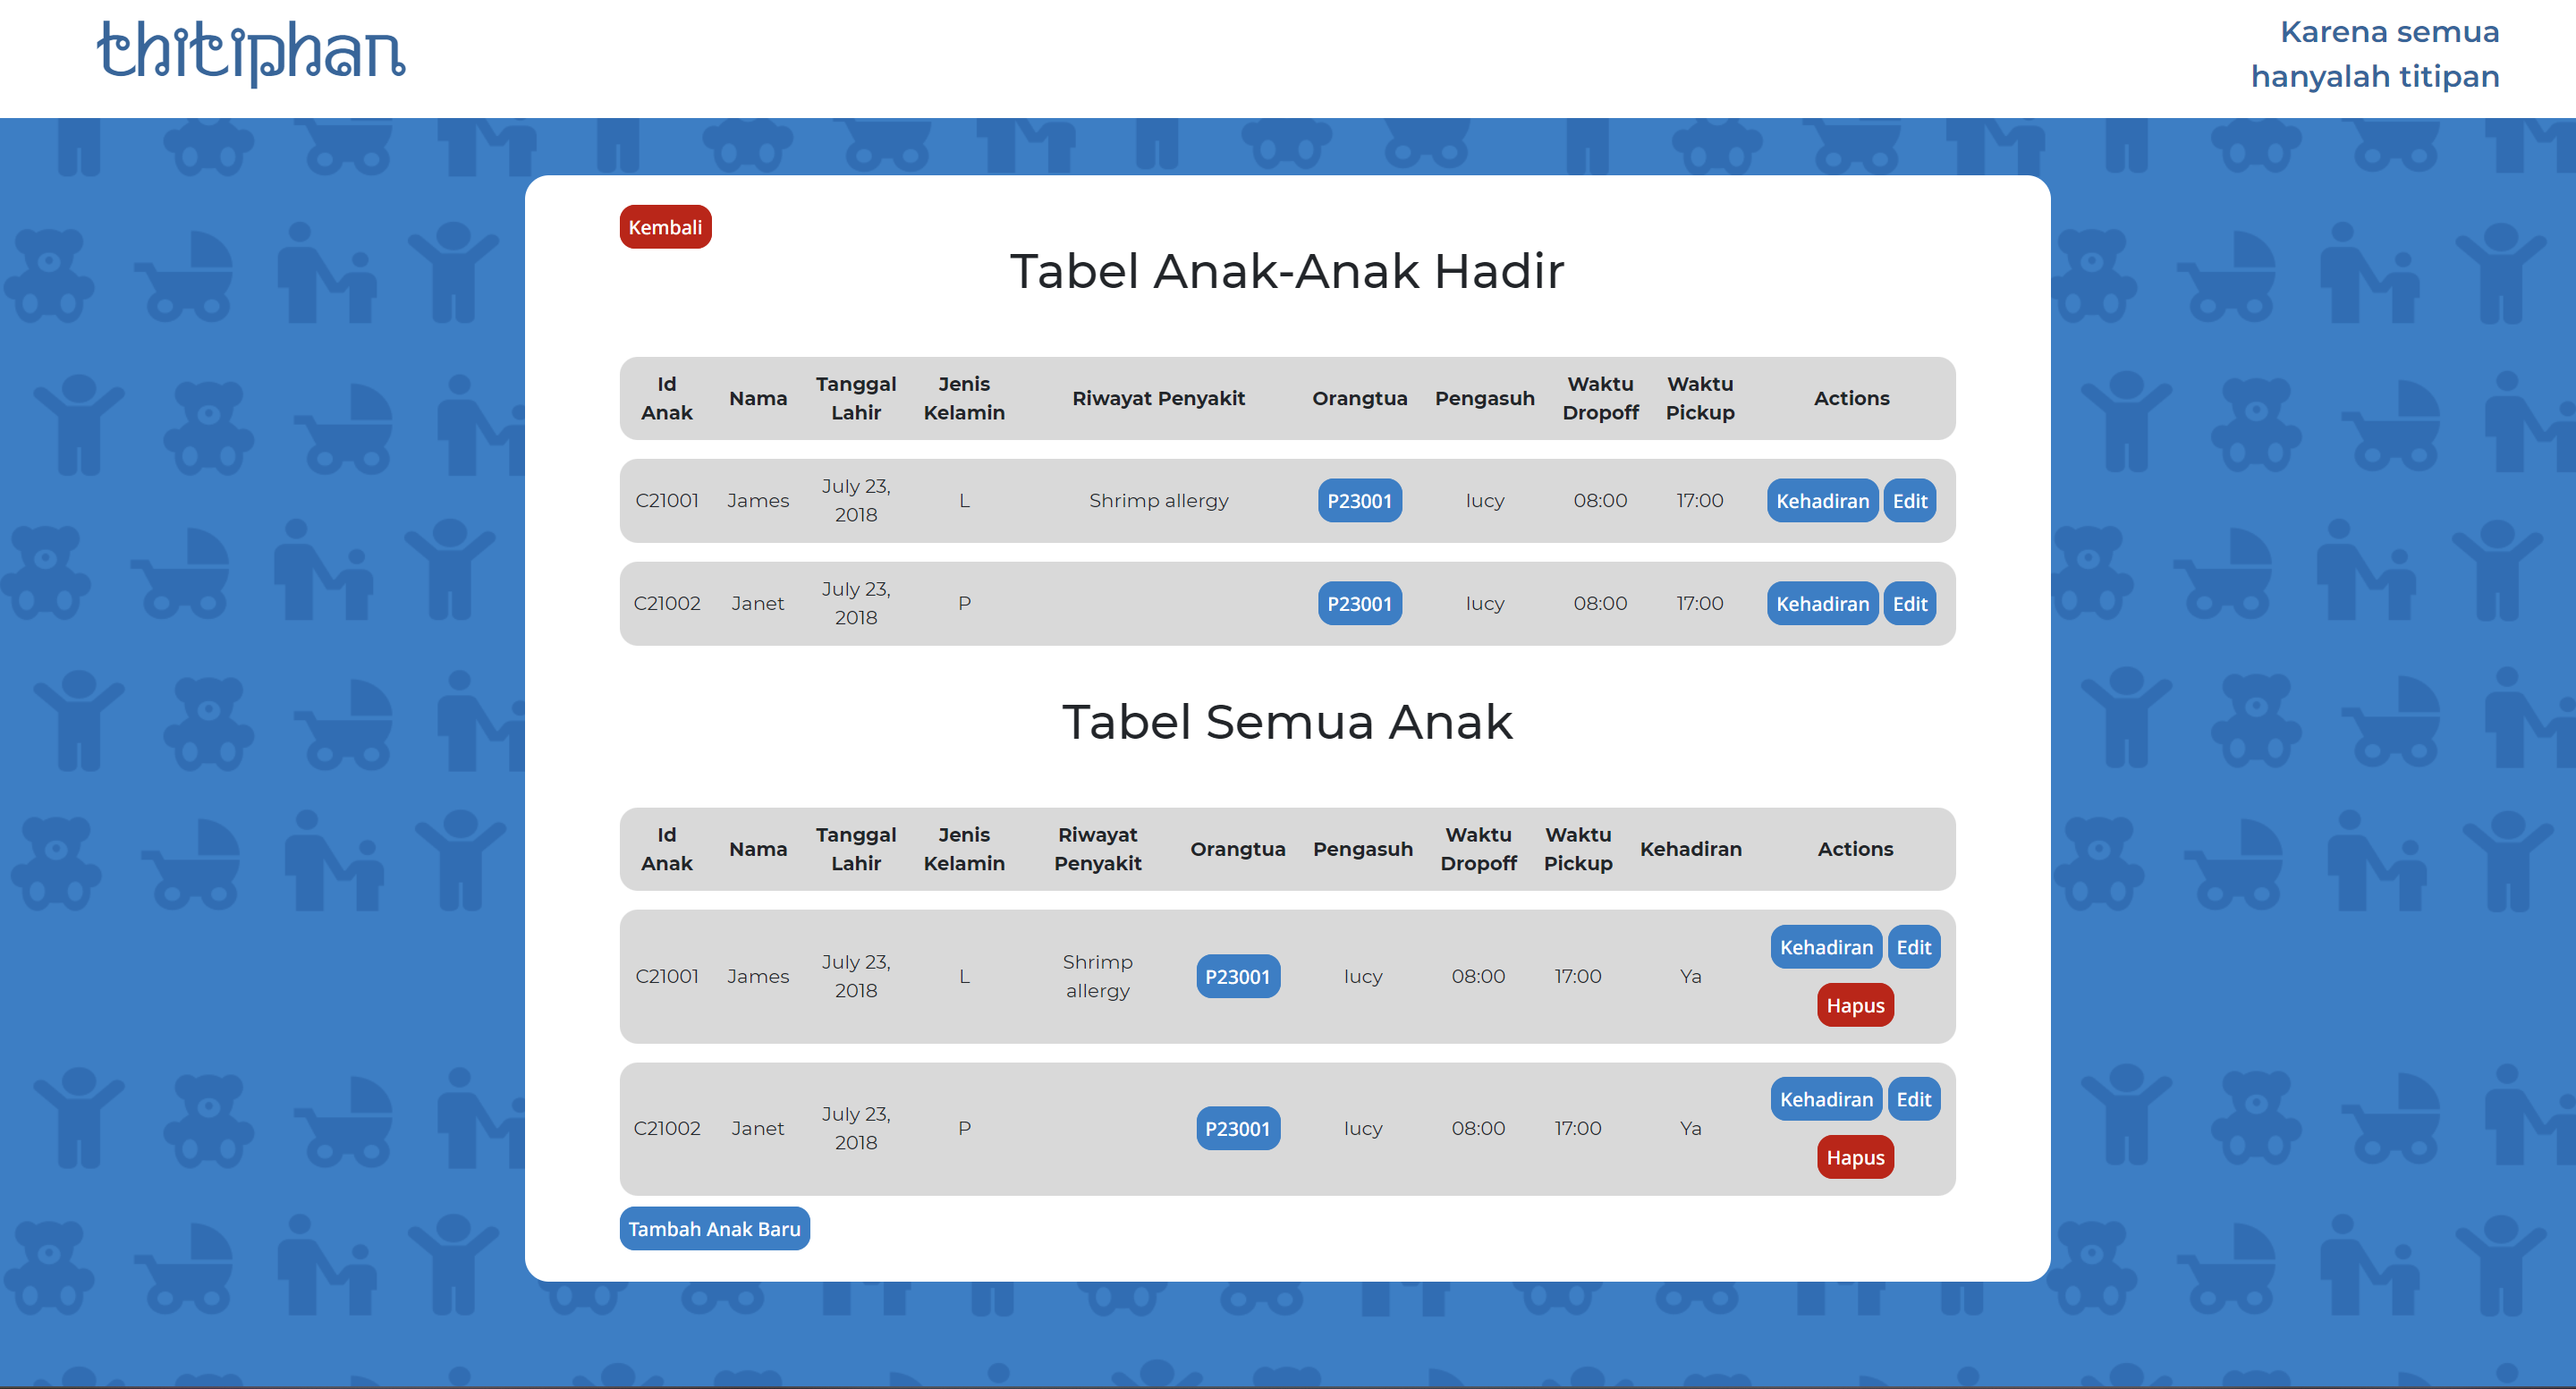 thitiphan
Karena semua
hanyalah titipan
Kembali
Tabel Anak-Anak Hadir
Id Anak Nama Tanggal Lahir Jenis Kelamin Riwayat Penyakit Orangtua Pengasuh Waktu Dropoff Waktu Pickup Actions
C21001 James July 23, 2018 L Shrimp allergy P23001 lucy 08:00 17:00 Kehadiran Edit
C21002 Janet July 23, 2018 P P23001 lucy 08:00 17:00 Kehadiran Edit
Tabel Semua Anak
Id Anak Nama Tanggal Lahir Jenis Kelamin Riwayat Penyakit Orangtua Pengasuh Waktu Dropoff Waktu Pickup Kehadiran Actions
C21001 James July 23, 2018 L Shrimp allergy P23001 lucy 08:00 17:00 Ya Kehadiran Edit Hapus
C21002 Janet July 23, 2018 P P23001 lucy 08:00 17:00 Ya Kehadiran Edit Hapus
Tambah Anak Baru